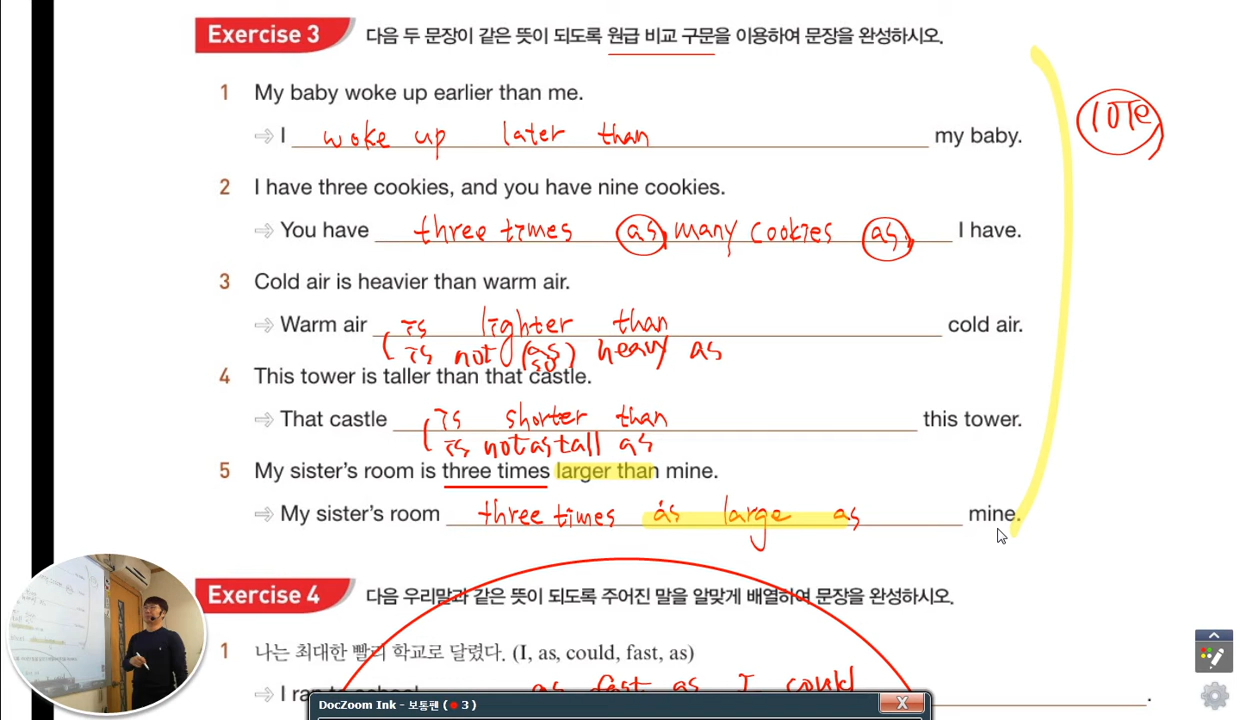 Exercise 3 다음 두 문장이 같은 뜻이 되도록 원급 비교 구문을 이용하여 문장을 완성하시오.
1 My baby woke up earlier than me.
⇨ I woke up later than my baby.
10TE
2 I have three cookies, and you have nine cookies.
⇨ You have three times as many cookies as I have.
3 Cold air is heavier than warm air.
⇨ Warm air is lighter than cold air.
( is not (as) heavy as
so
4 This tower is taller than that castle.
⇨ That castle is shorter than this tower.
( is not as tall as
5 My sister's room is three times larger than mine.
⇨ My sister's room three times as large as mine.
Exercise 4 다음 우리말과 같은 뜻이 되도록 주어진 말을 알맞게 배열하여 문장을 완성하시오.
1 나는 최대한 빨리 학교로 달렸다. (I, as, could, fast, as)
⇨ I ran to school as fast as I could .
DocZoom Ink - 보통펜 ( 3 )